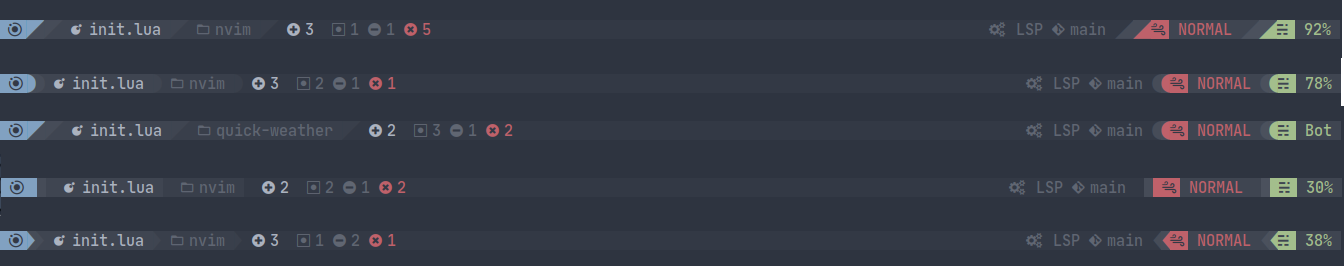 init.lua nvim 3 1 1 5 LSP main NORMAL 92%
init.lua nvim 3 2 1 1 LSP main NORMAL 78%
init.lua quick-weather 2 3 1 2 LSP main NORMAL Bot
init.lua nvim 2 2 1 2 LSP main NORMAL 30%
init.lua nvim 3 1 2 1 LSP main NORMAL 38%